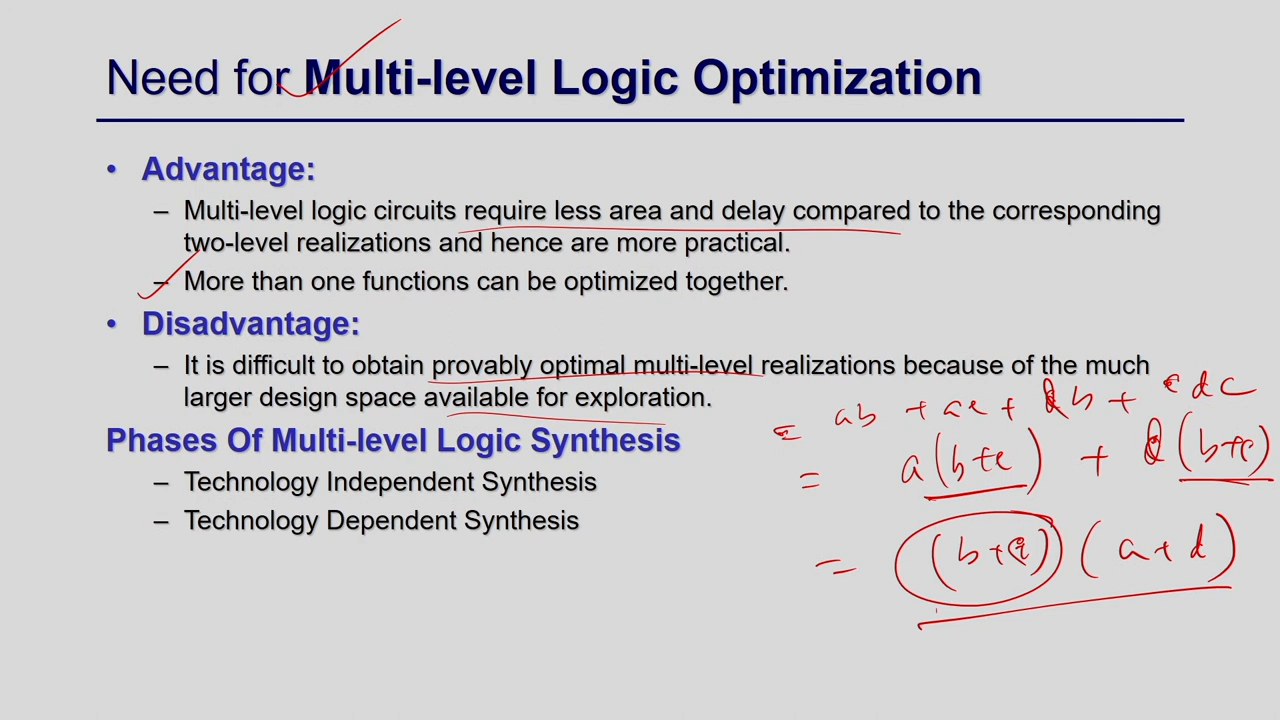 Need for Multi-level Logic Optimization
• Advantage:
– Multi-level logic circuits require less area and delay compared to the corresponding
two-level realizations and hence are more practical.
– More than one functions can be optimized together.
• Disadvantage:
– It is difficult to obtain provably optimal multi-level realizations because of the much
larger design space available for exploration.
Phases Of Multi-level Logic Synthesis
– Technology Independent Synthesis
– Technology Dependent Synthesis
= ab + ac + db + dc
= a(b+c) + d(b+c)
= (b+c) (a+d)